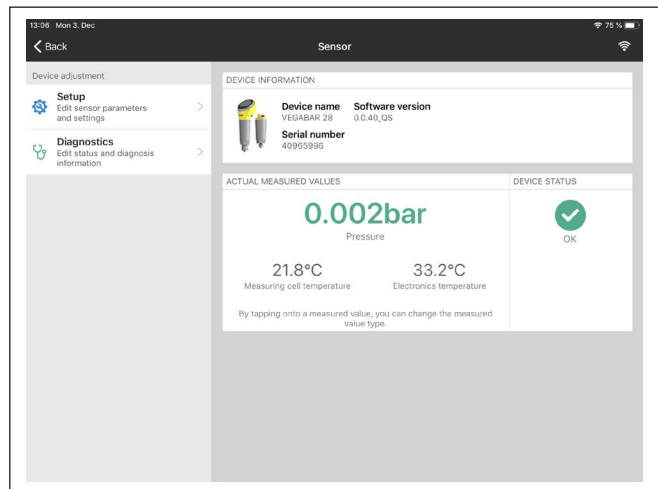 13:06 Mon 3. Dec
75 %
Back
Sensor
Device adjustment
Setup
Edit sensor parameters
and settings
Diagnostics
Edit status and diagnosis
information
DEVICE INFORMATION
Device name
VEGABAR 28
Software version
0.0.40_QS
Serial number
40965996
ACTUAL MEASURED VALUES
0.002bar
Pressure
21.8°C
Measuring cell temperature
33.2°C
Electronics temperature
By tapping onto a measured value, you can change the measured
value type.
DEVICE STATUS
OK